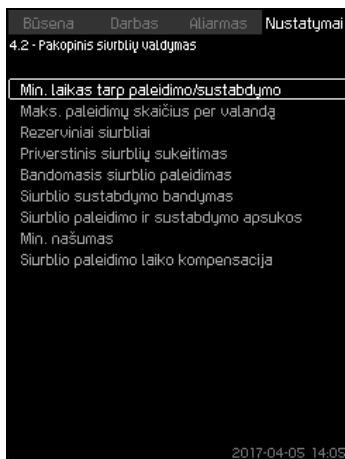 Būsena Darbas Aliarmas Nustatymai
4.2 - Pakopinis siurblių valdymas
Min. laikas tarp paleidimo/sustabdymo
Maks. paleidimų skaičius per valandą
Rezerviniai siurbliai
Priverstinis siurblių sukeitimas
Bandomasis siurblio paleidimas
Siurblio sustabdymo bandymas
Siurblio paleidimo ir sustabdymo apsukos
Min. našumas
Siurblio paleidimo laiko kompensacija
2017-04-05 14:05